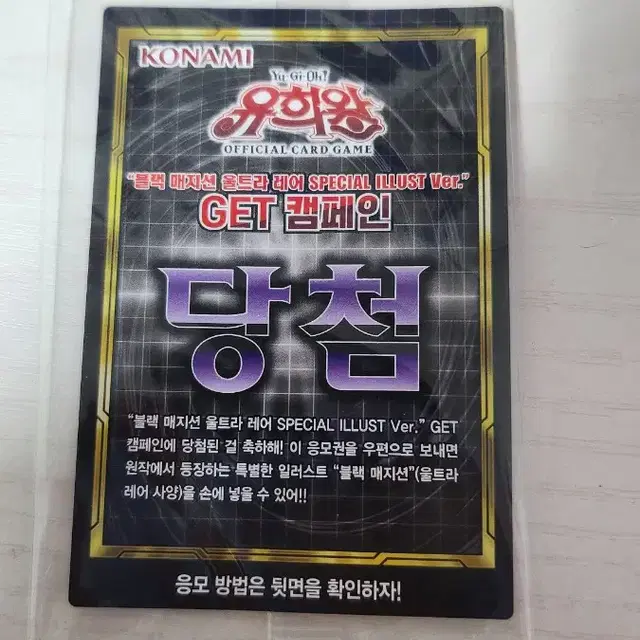 KONAMI
Yu-Gi-Oh!
유희왕
OFFICIAL CARD GAME
"블랙 매지션 울트라 레어 SPECIAL ILLUST Ver."
GET 캠페인
당첨
"블랙 매지션 울트라 레어 SPECIAL ILLUST Ver." GET
캠페인에 당첨된 걸 축하해! 이 응모권을 우편으로 보내면
원작에서 등장하는 특별한 일러스트 "블랙 매지션"(울트라
레어 사양)을 손에 넣을 수 있어!!
응모 방법은 뒷면을 확인하자!